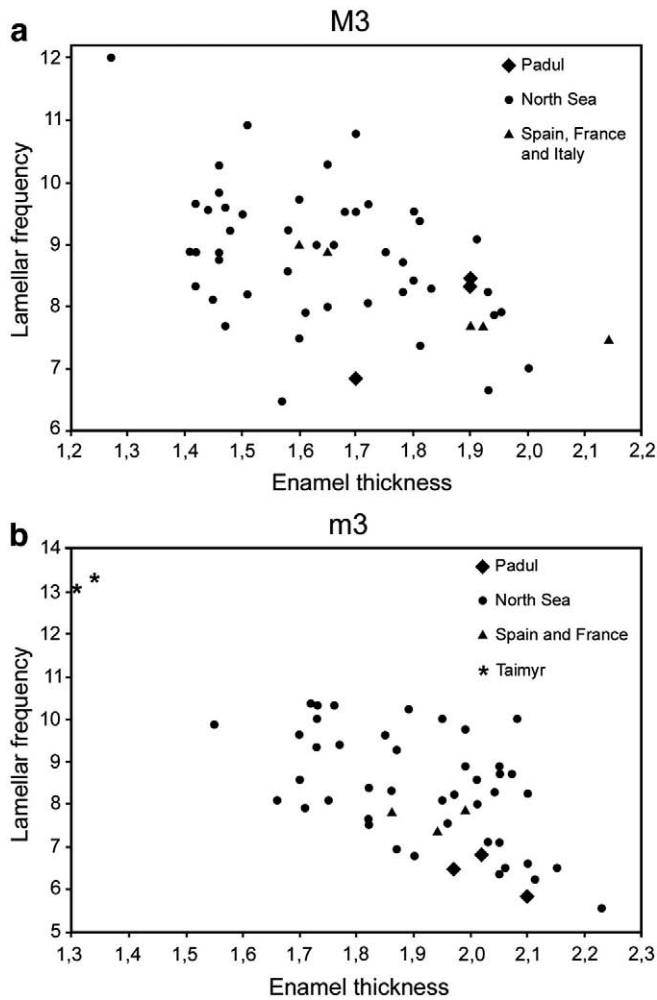 a
M3
12
11
10
9
8
7
6
Lamellar frequency
Padul
North Sea
Spain, France
and Italy
1,2 1,3 1,4 1,5 1,6 1,7 1,8 1,9 2,0 2,1 2,2
Enamel thickness
b
m3
14
13
12
11
10
9
8
7
6
5
Lamellar frequency
Padul
North Sea
Spain and France
* Taimyr
1,3 1,4 1,5 1,6 1,7 1,8 1,9 2,0 2,1 2,2 2,3
Enamel thickness